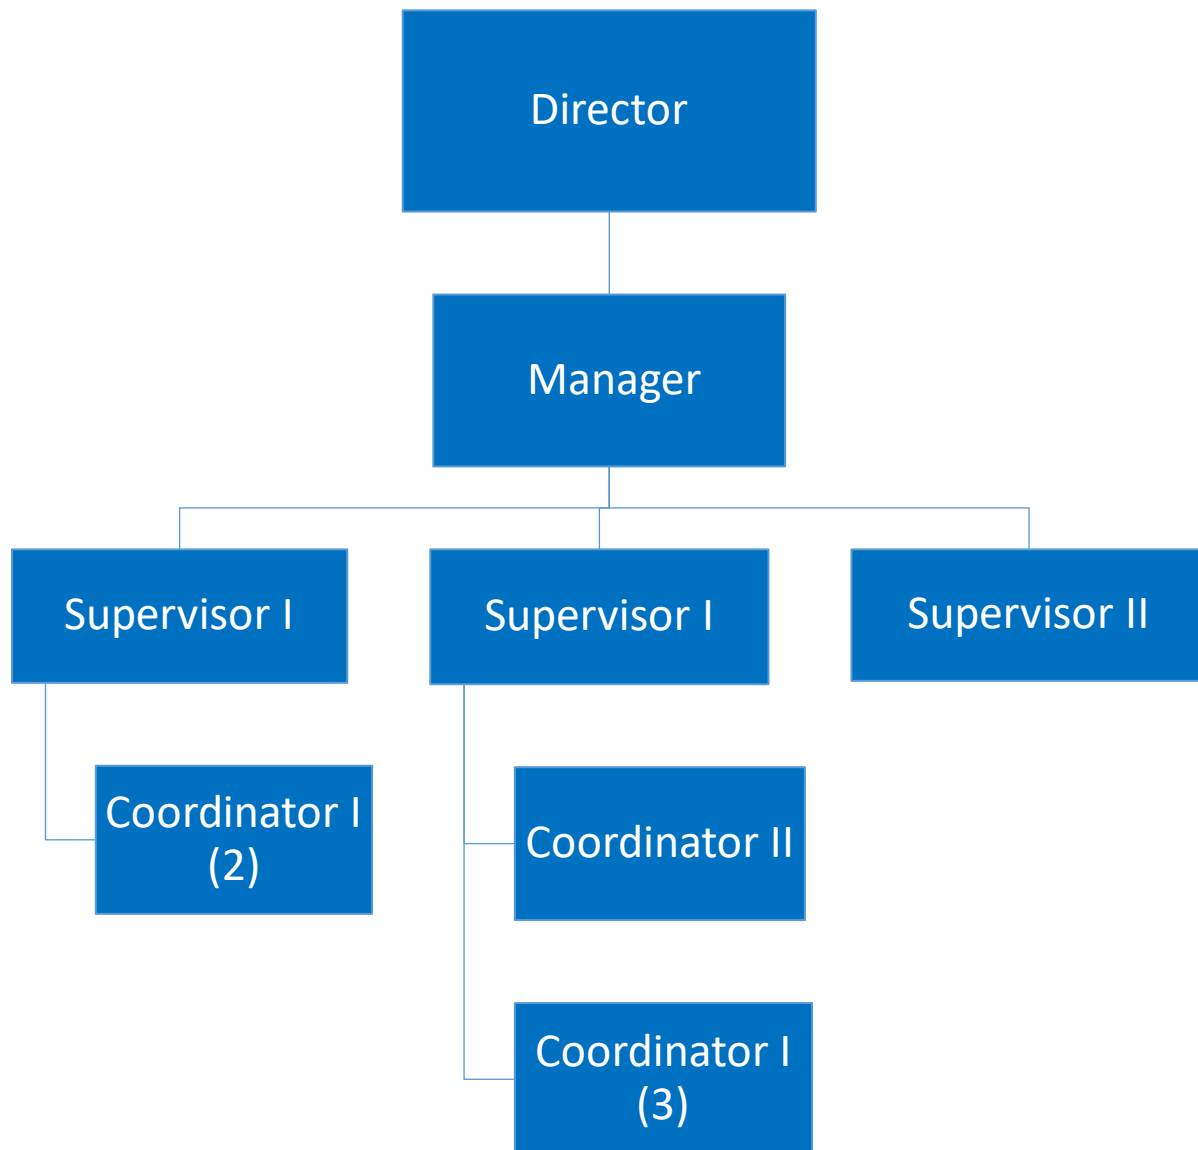 Director
Manager
Supervisor I
Supervisor I
Supervisor II
Coordinator I
(2)
Coordinator II
Coordinator I
(3)